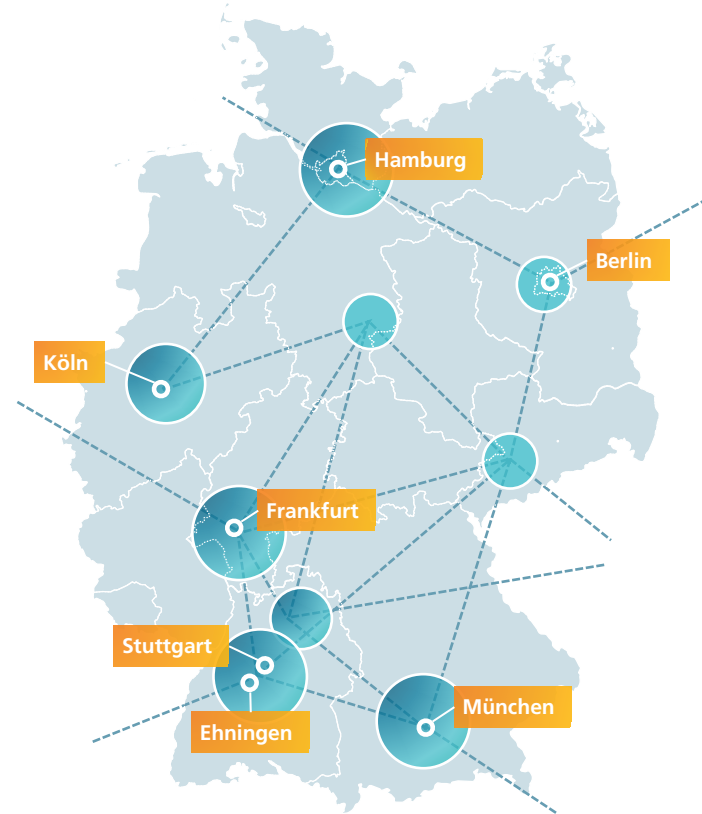 Hamburg
Berlin
Köln
Frankfurt
Stuttgart
München
Ehningen